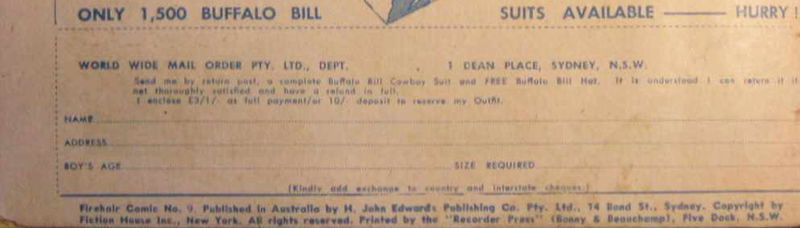 ONLY 1,500 BUFFALO BILL SUITS AVAILABLE —— HURRY!
WORLD WIDE MAIL ORDER PTY. LTD., DEPT. 1 DEAN PLACE, SYDNEY, N.S.W.
Send me by return post, a complete Buffalo Bill Cowboy Suit and FREE Buffalo Bill Hat. It is understood I can return it if
not thoroughly satisfied and have a refund in full.
I enclose £3/1/- as full payment/or 10/- deposit to reserve my Outfit.
NAME
ADDRESS
BOY'S AGE SIZE REQUIRED
(Kindly add exchange to country and interstate cheques.)
Firehair Comic No. 9. Published in Australia by H. John Edwards Publishing Co. Pty. Ltd., 14 Bond St., Sydney. Copyright by
Fiction House Inc., New York. All rights reserved. Printed by the "Recorder Press" (Bonny & Beauchamp), Five Dock, N.S.W.